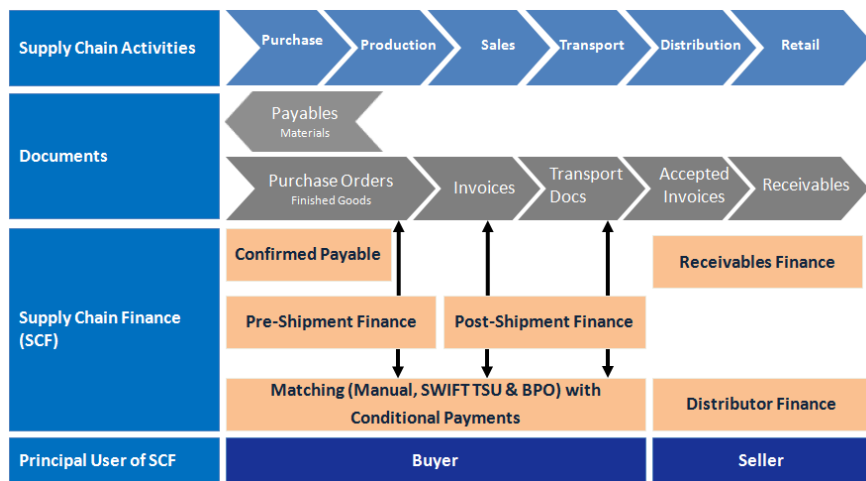 Supply Chain Activities
Purchase
Production
Sales
Transport
Distribution
Retail
Documents
Payables
Materials
Purchase Orders
Finished Goods
Invoices
Transport
Docs
Accepted
Invoices
Receivables
Supply Chain Finance
(SCF)
Confirmed Payable
Receivables Finance
Pre-Shipment Finance
Post-Shipment Finance
Matching (Manual, SWIFT TSU & BPO) with
Conditional Payments
Distributor Finance
Principal User of SCF
Buyer
Seller